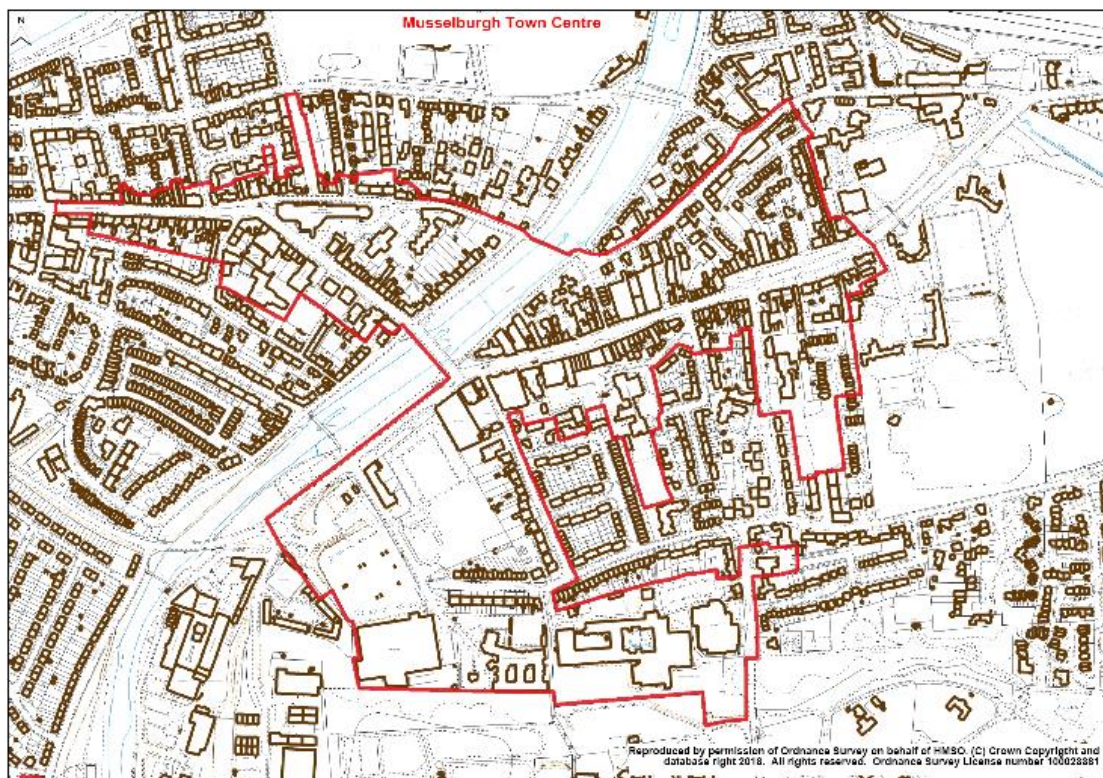 N
Musselburgh Town Centre
Reproduced by permission of Ordnance Survey on behalf of HMSO. (C) Crown Copyright and
database right 2018. All rights reserved. Ordnance Survey License number 100023381